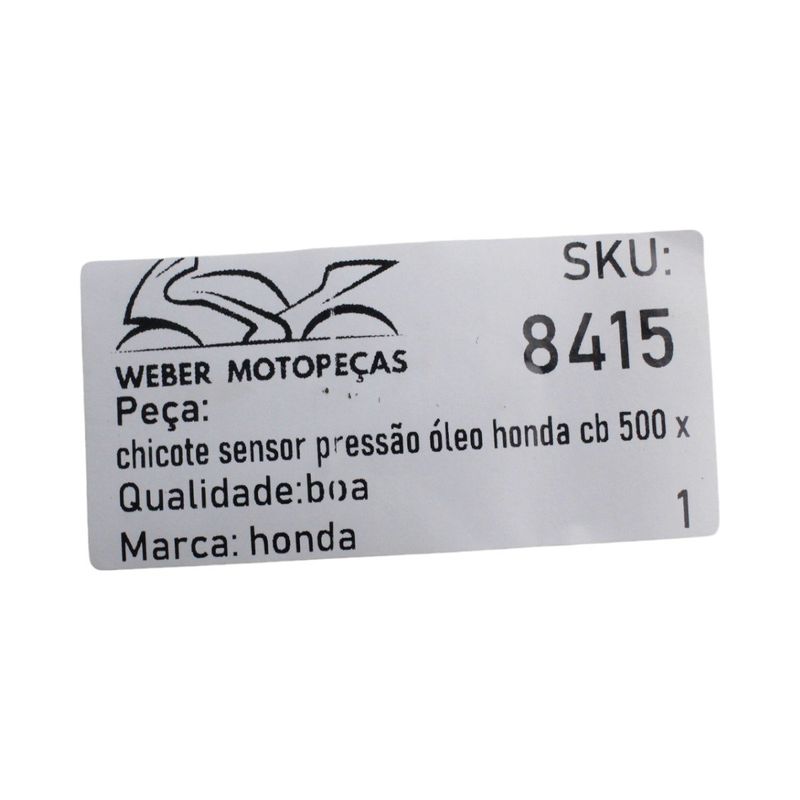 SKU:
8415
WEBER MOTOPEÇAS
Peça:
chicote sensor pressão óleo honda cb 500 x
Qualidade:boa
1
Marca: honda